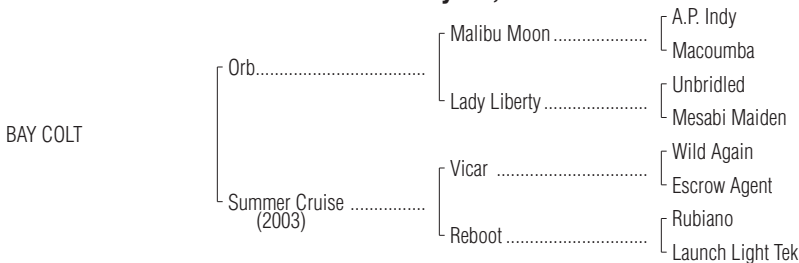 A.P. Indy
Malibu Moon
Macoumba
Orb
Unbridled
Lady Liberty
Mesabi Maiden
BAY COLT
Wild Again
Vicar
Escrow Agent
Summer Cruise
(2003)
Rubiano
Reboot
Launch Light Tek